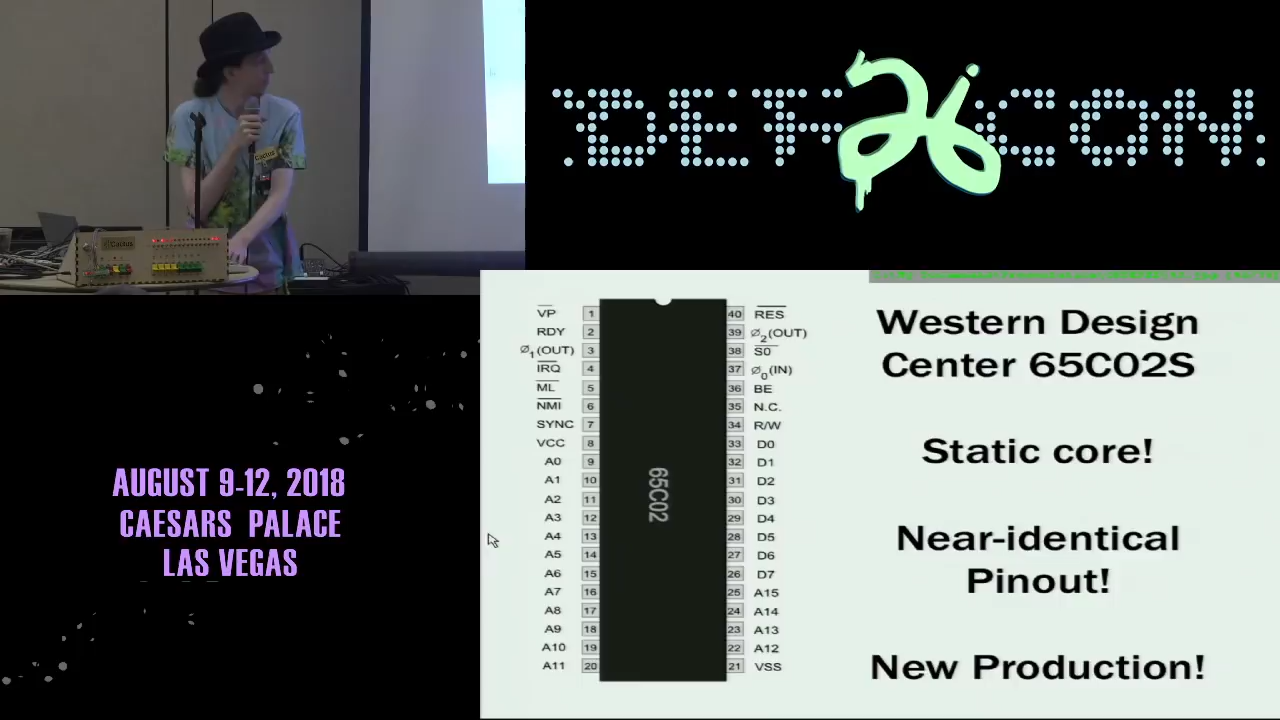 DEF CON
26
Cactus
Cactus
AUGUST 9-12, 2018
CAESARS PALACE
LAS VEGAS
Western Design
Center 65C02S
Static core!
Near-identical
Pinout!
New Production!
65C02
VP 1
RDY 2
Ø1(OUT) 3
IRQ 4
ML 5
NMI 6
SYNC 7
VCC 8
A0 9
A1 10
A2 11
A3 12
A4 13
A5 14
A6 15
A7 16
A8 17
A9 18
A10 19
A11 20
40 RES
39 Ø2(OUT)
38 SO
37 Ø0(IN)
36 BE
35 N.C.
34 R/W
33 D0
32 D1
31 D2
30 D3
29 D4
28 D5
27 D6
26 D7
25 A15
24 A14
23 A13
22 A12
21 VSS